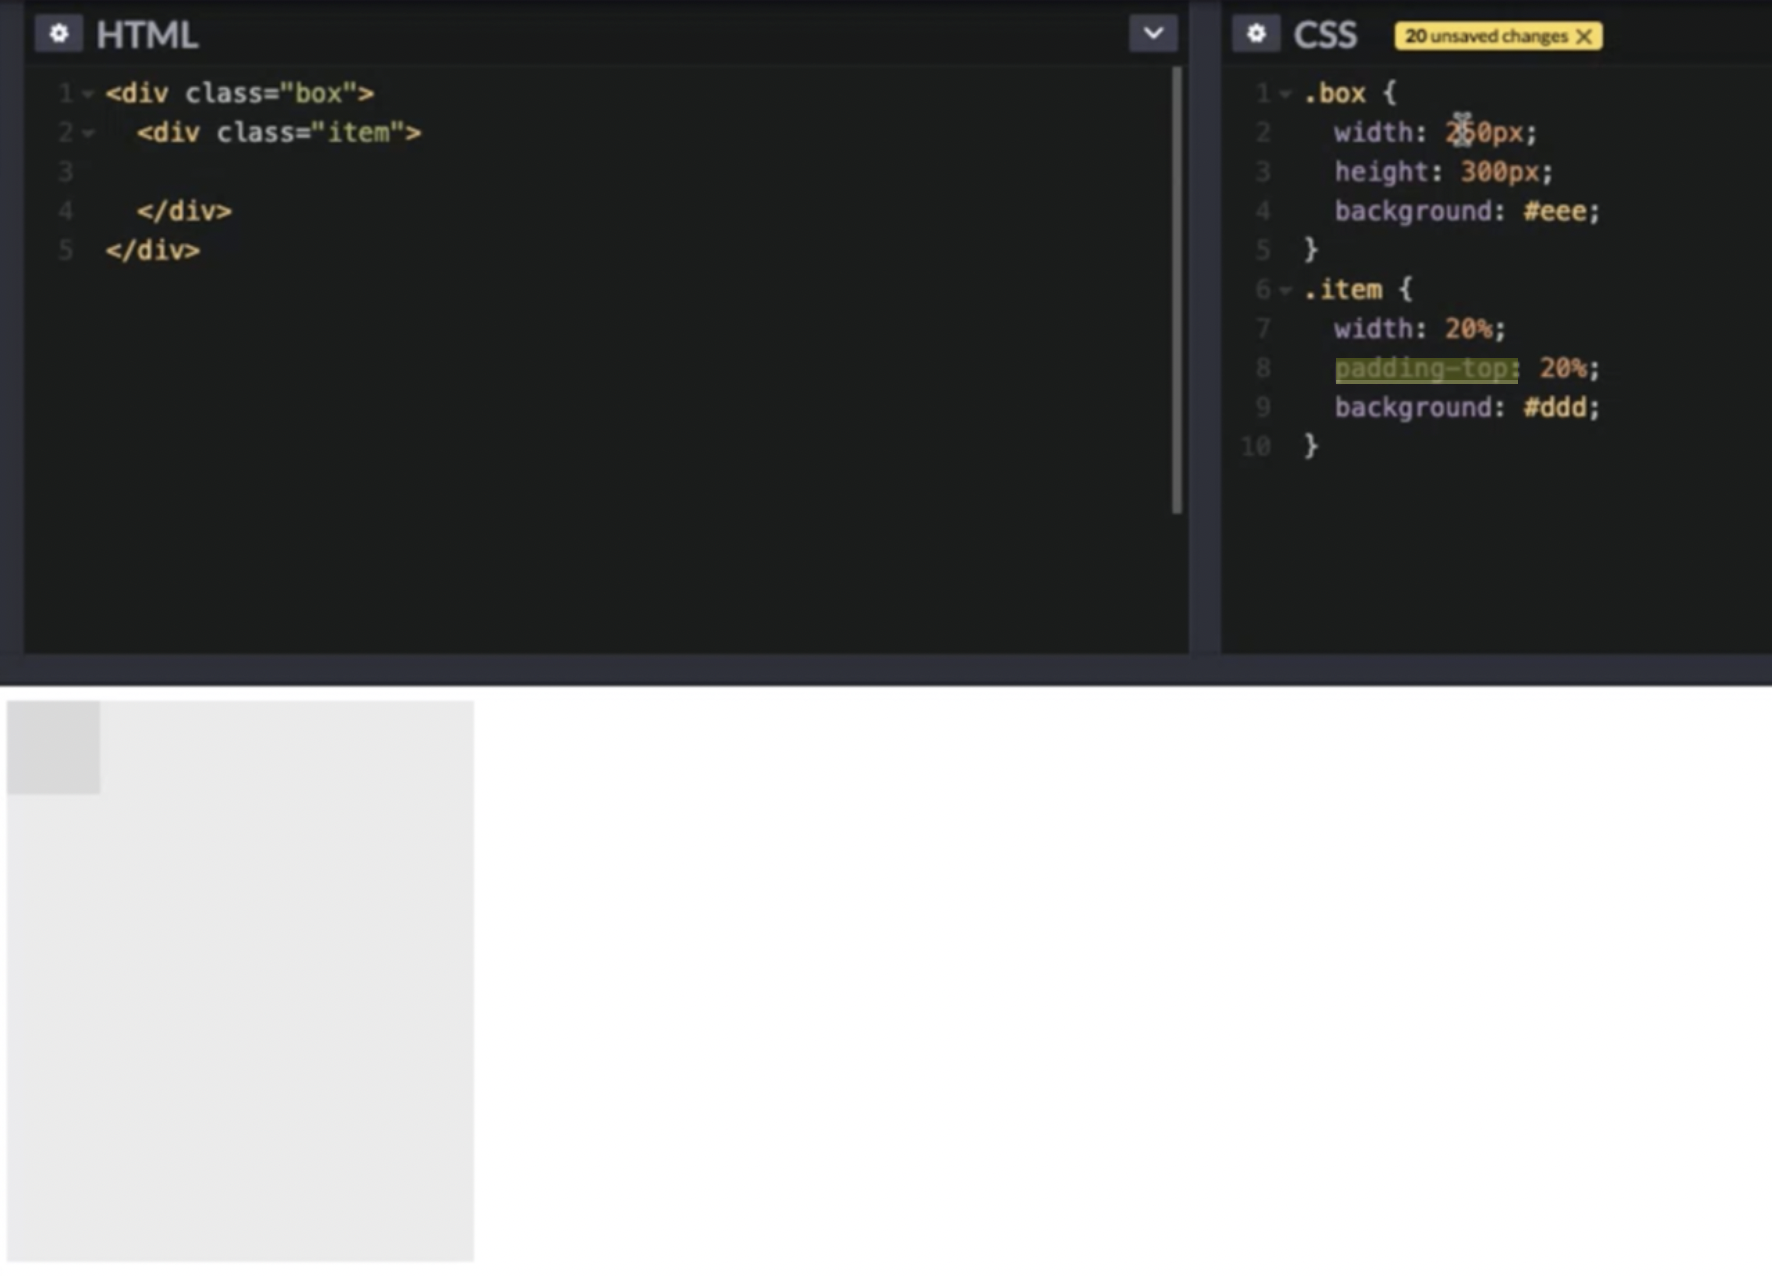 HTML
1 <div class="box">
2 <div class="item">
3
4 </div>
5 </div>
CSS 20 unsaved changes ×
1 .box {
2 width: 250px;
3 height: 300px;
4 background: #eee;
5 }
6 .item {
7 width: 20%;
8 padding-top: 20%;
9 background: #ddd;
10 }